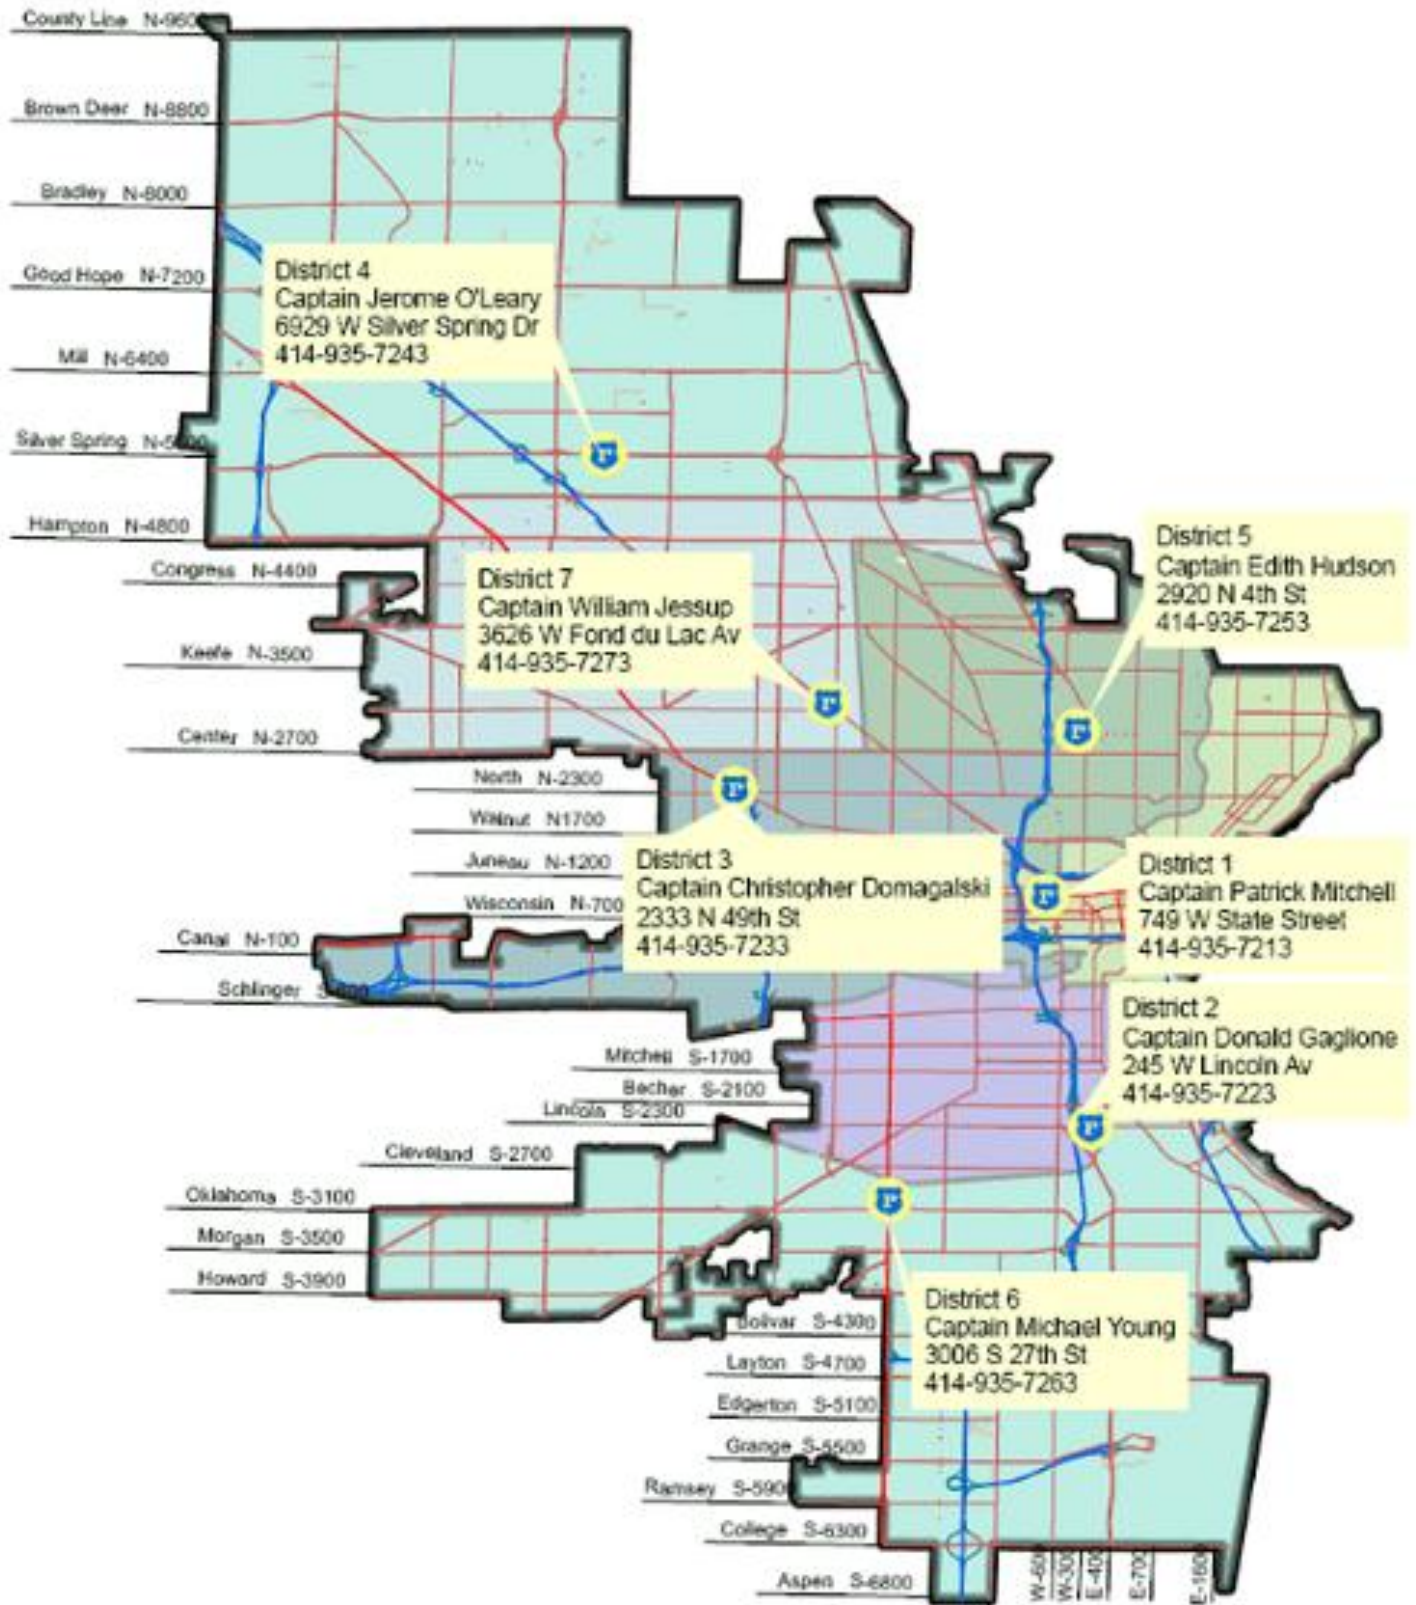 County Line N-9600
Brown Deer N-8800
Bradley N-8000
Good Hope N-7200
Mill N-6400
Silver Spring
Hampton N-4800
Congress N-4400
Keefe N-3500
Center N-2700
North N-2300
Walnut N1700
Juneau N-1200
Wisconsin N-700
Canal N-100
Schlinger
Mitchell S-1700
Becher S-2100
Lincoln S-2300
Cleveland S-2700
Oklahoma S-3100
Morgan S-3500
Howard S-3900
Bolivar S-4300
Layton S-4700
Edgerton S-5100
Grange S-5500
Ramsey S-5900
College S-6300
Aspen S-6800
W-600
W-300
E-400
E-700
E-1600
District 4
Captain Jerome O'Leary
6929 W Silver Spring Dr
414-935-7243
District 7
Captain William Jessup
3626 W Fond du Lac Av
414-935-7273
District 5
Captain Edith Hudson
2920 N 4th St
414-935-7253
District 3
Captain Christopher Domagalski
2333 N 49th St
414-935-7233
District 1
Captain Patrick Mitchell
749 W State Street
414-935-7213
District 2
Captain Donald Gaglione
245 W Lincoln Av
414-935-7223
District 6
Captain Michael Young
3006 S 27th St
414-935-7263